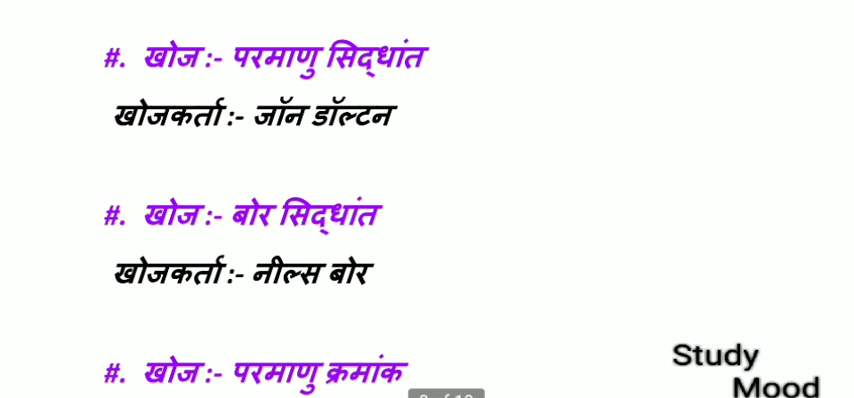 #. खोज :- परमाणु सिद्धांत
खोजकर्ता :- जॉन डॉल्टन
#. खोज :- बोर सिद्धांत
खोजकर्ता :- नील्स बोर
#. खोज :- परमाणु क्रमांक
Study
Mood